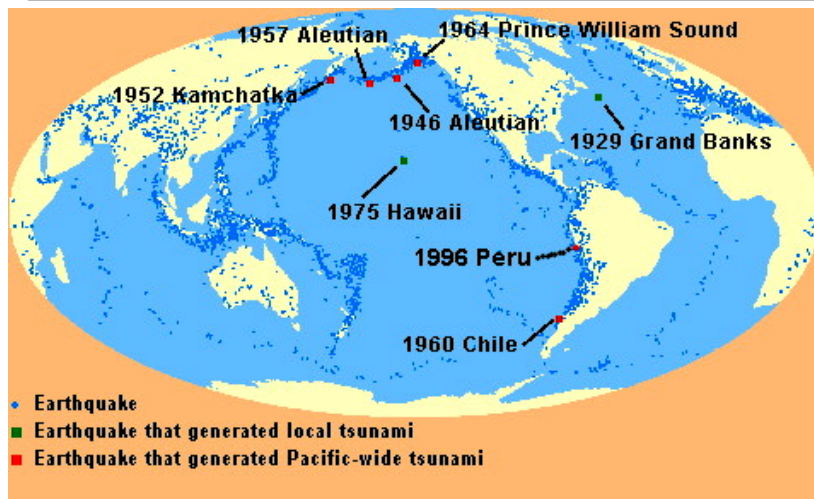 1957 Aleutian
1964 Prince William Sound
1952 Kamchatka
1946 Aleutian
1929 Grand Banks
1975 Hawaii
1996 Peru
1960 Chile
Earthquake
Earthquake that generated local tsunami
Earthquake that generated Pacific-wide tsunami